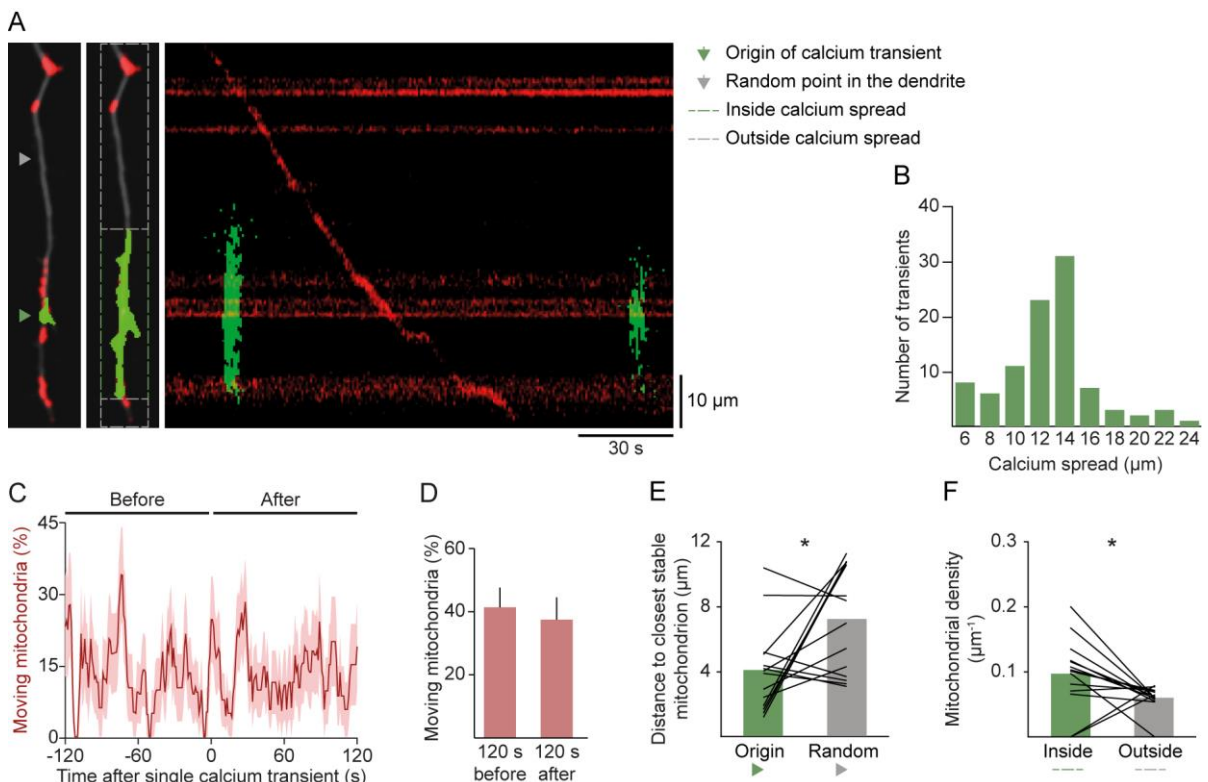 A
Origin of calcium transient
Random point in the dendrite
Inside calcium spread
Outside calcium spread
10 µm
30 s
B
Number of transients
40
30
20
10
6 8 10 12 14 16 18 20 22 24
Calcium spread (µm)
C
Before After
Moving mitochondria (%)
45
30
15
0
-120 -60 0 60 120
Time after single calcium transient (s)
D
Moving mitochondria (%)
60
40
20
120 s 120 s
before after
E
Distance to closest stable
mitochondrion (µm)
12
8
4
*
Origin Random
F
Mitochondrial density
(µm⁻¹)
0.3
0.2
0.1
0
*
Inside Outside